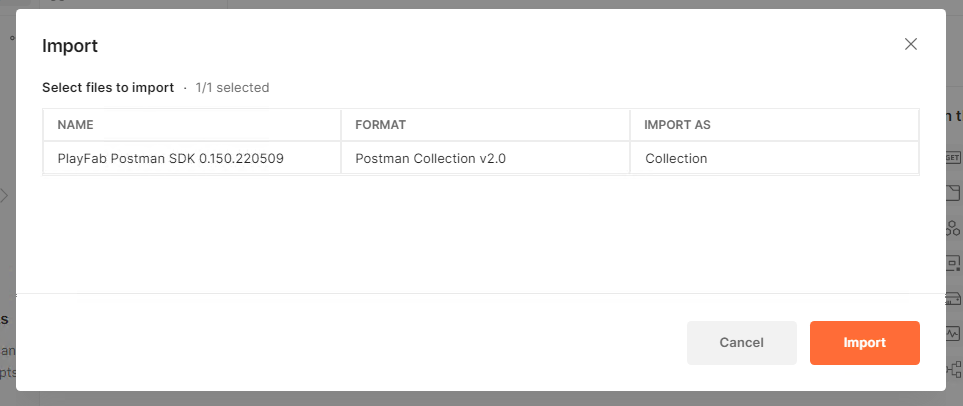 Import
Select files to import · 1/1 selected
NAME FORMAT IMPORT AS
PlayFab Postman SDK 0.150.220509 Postman Collection v2.0 Collection
GET
Cancel Import